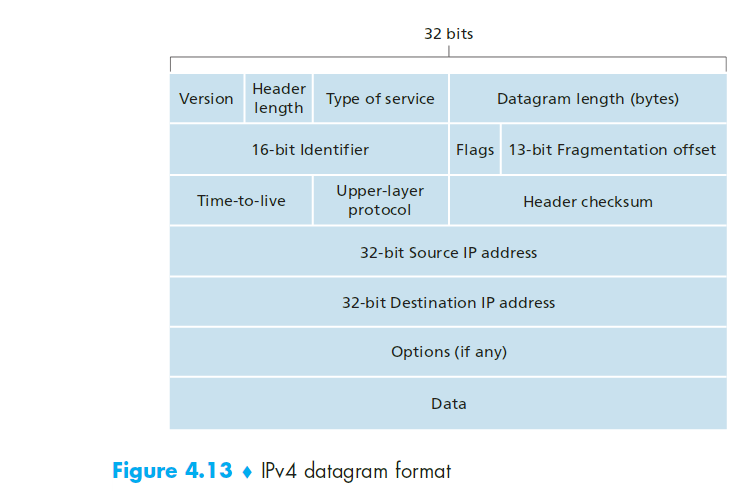 32 bits
Version
Header
length
Type of service
Datagram length (bytes)
16-bit Identifier
Flags
13-bit Fragmentation offset
Time-to-live
Upper-layer
protocol
Header checksum
32-bit Source IP address
32-bit Destination IP address
Options (if any)
Data
Figure 4.13 ♦ IPv4 datagram format